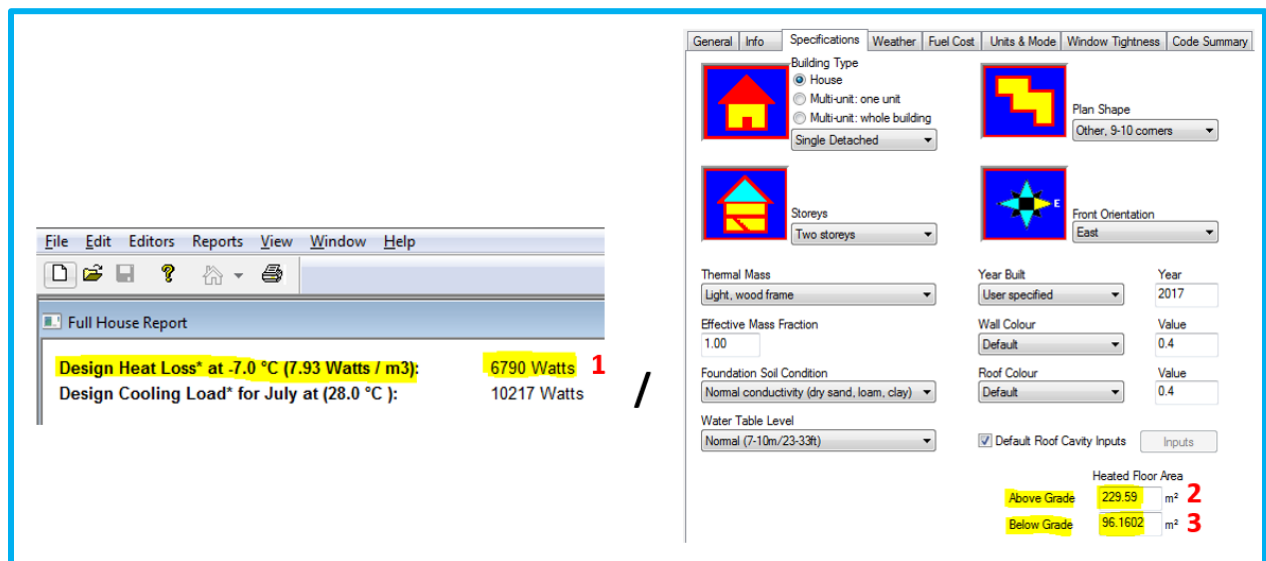 File Edit Editors Reports View Window Help
Full House Report
Design Heat Loss* at -7.0 °C (7.93 Watts / m3): 6790 Watts 1
Design Cooling Load* for July at (28.0 °C ): 10217 Watts
/
General Info Specifications Weather Fuel Cost Units & Mode Window Tightness Code Summary
Building Type
House
Multi-unit: one unit
Multi-unit: whole building
Single Detached
Plan Shape
Other, 9-10 corners
Storeys
Two storeys
E
Front Orientation
East
Thermal Mass
Light, wood frame
Year Built Year
User specified 2017
Effective Mass Fraction
1.00
Wall Colour Value
Default 0.4
Foundation Soil Condition
Normal conductivity (dry sand, loam, clay)
Roof Colour Value
Default 0.4
Water Table Level
Normal (7-10m/23-33ft)
Default Roof Cavity Inputs Inputs
Heated Floor Area
Above Grade 229.59 m² 2
Below Grade 96.1602 m² 3